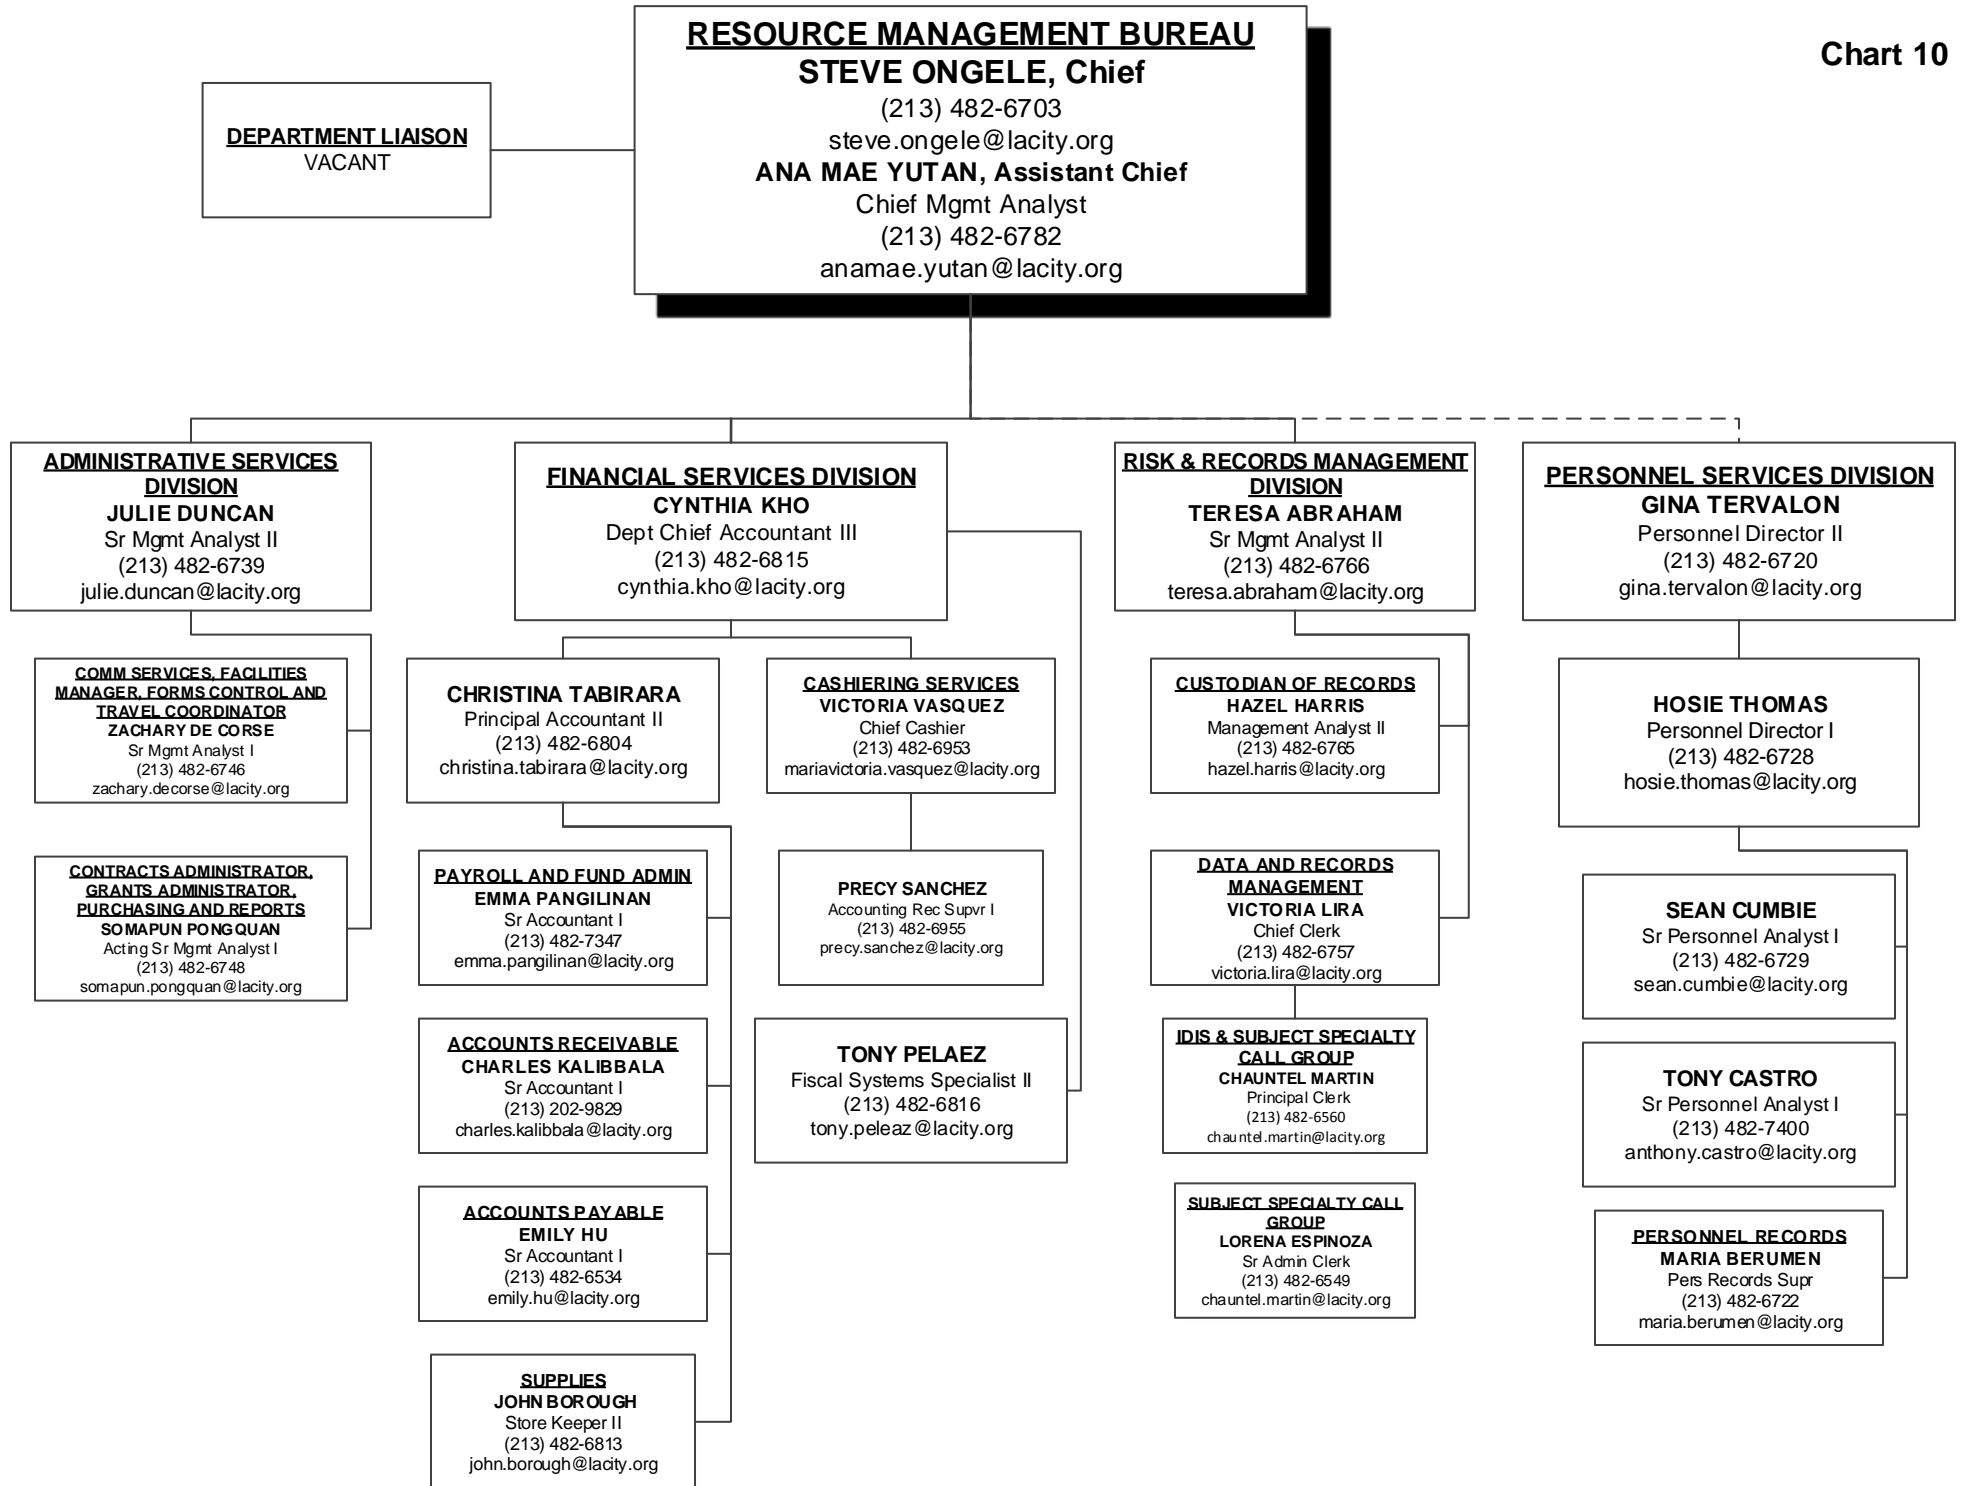 Chart 10
RESOURCE MANAGEMENT BUREAU
STEVE ONGELE, Chief
(213) 482-6703
steve.ongele@lacity.org
ANA MAE YUTAN, Assistant Chief
Chief Mgmt Analyst
(213) 482-6782
anamae.yutan@lacity.org
DEPARTMENT LIAISON
VACANT
ADMINISTRATIVE SERVICES
DIVISION
JULIE DUNCAN
Sr Mgmt Analyst II
(213) 482-6739
julie.duncan@lacity.org
COMM SERVICES, FACILITIES
MANAGER, FORMS CONTROL AND
TRAVEL COORDINATOR
ZACHARY DE CORSE
Sr Mgmt Analyst I
(213) 482-6746
zachary.decorse@lacity.org
CONTRACTS ADMINISTRATOR,
GRANTS ADMINISTRATOR,
PURCHASING AND REPORTS
SOMAPUN PONGQUAN
Acting Sr Mgmt Analyst I
(213) 482-6748
somapun.pongquan@lacity.org
FINANCIAL SERVICES DIVISION
CYNTHIA KHO
Dept Chief Accountant III
(213) 482-6815
cynthia.kho@lacity.org
CHRISTINA TABIRARA
Principal Accountant II
(213) 482-6804
christina.tabirara@lacity.org
PAYROLL AND FUND ADMIN
EMMA PANGILINAN
Sr Accountant I
(213) 482-7347
emma.pangilinan@lacity.org
ACCOUNTS RECEIVABLE
CHARLES KALIBBALA
Sr Accountant I
(213) 202-9829
charles.kalibbala@lacity.org
ACCOUNTS PAYABLE
EMILY HU
Sr Accountant I
(213) 482-6534
emily.hu@lacity.org
SUPPLIES
JOHN BOROUGH
Store Keeper II
(213) 482-6813
john.borough@lacity.org
CASHIERING SERVICES
VICTORIA VASQUEZ
Chief Cashier
(213) 482-6953
mariavictoria.vasquez@lacity.org
PRECY SANCHEZ
Accounting Rec Supvr I
(213) 482-6955
precy.sanchez@lacity.org
TONY PELAEZ
Fiscal Systems Specialist II
(213) 482-6816
tony.peleaz@lacity.org
RISK & RECORDS MANAGEMENT
DIVISION
TERESA ABRAHAM
Sr Mgmt Analyst II
(213) 482-6766
teresa.abraham@lacity.org
CUSTODIAN OF RECORDS
HAZEL HARRIS
Management Analyst II
(213) 482-6765
hazel.harris@lacity.org
DATA AND RECORDS
MANAGEMENT
VICTORIA LIRA
Chief Clerk
(213) 482-6757
victoria.lira@lacity.org
IDIS & SUBJECT SPECIALTY
CALL GROUP
CHAUNTEL MARTIN
Principal Clerk
(213) 482-6560
chauntel.martin@lacity.org
SUBJECT SPECIALTY CALL
GROUP
LORENA ESPINOZA
Sr Admin Clerk
(213) 482-6549
chauntel.martin@lacity.org
PERSONNEL SERVICES DIVISION
GINA TERVALON
Personnel Director II
(213) 482-6720
gina.tervalon@lacity.org
HOSIE THOMAS
Personnel Director I
(213) 482-6728
hosie.thomas@lacity.org
SEAN CUMBIE
Sr Personnel Analyst I
(213) 482-6729
sean.cumbie@lacity.org
TONY CASTRO
Sr Personnel Analyst I
(213) 482-7400
anthony.castro@lacity.org
PERSONNEL RECORDS
MARIA BERUMEN
Pers Records Supr
(213) 482-6722
maria.berumen@lacity.org